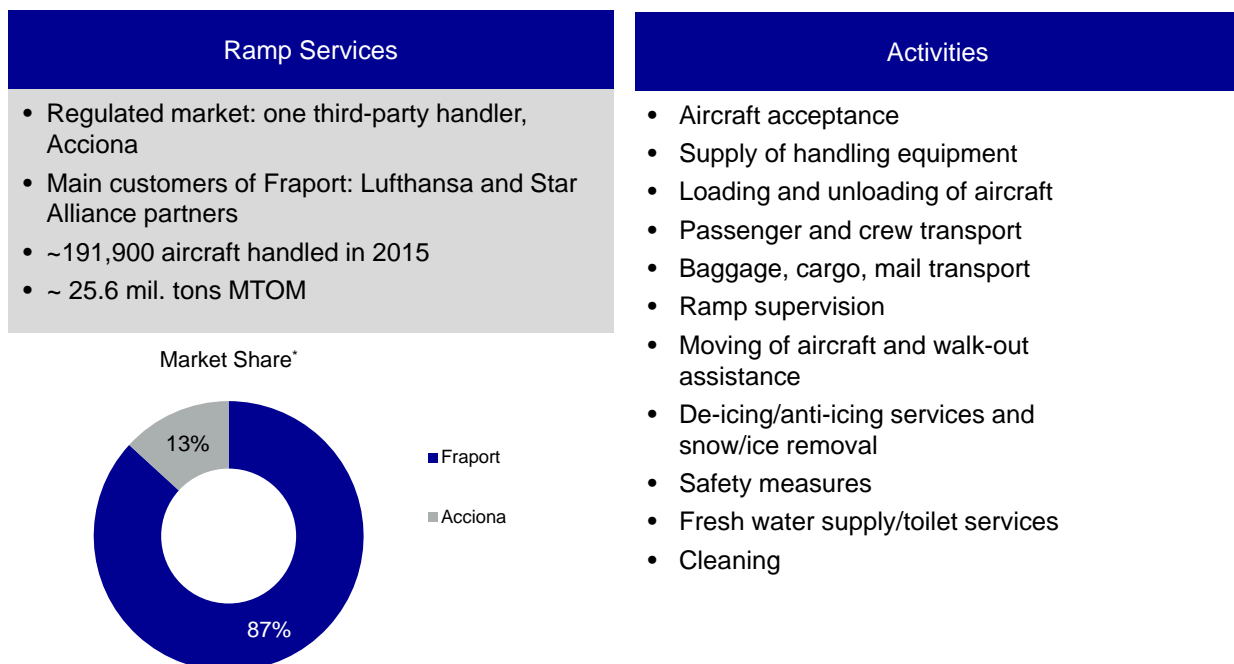 Ramp Services
• Regulated market: one third-party handler,
Acciona
• Main customers of Fraport: Lufthansa and Star
Alliance partners
• ~191,900 aircraft handled in 2015
• ~ 25.6 mil. tons MTOM
Market Share*
13%
87%
Fraport
Acciona
Activities
• Aircraft acceptance
• Supply of handling equipment
• Loading and unloading of aircraft
• Passenger and crew transport
• Baggage, cargo, mail transport
• Ramp supervision
• Moving of aircraft and walk-out
assistance
• De-icing/anti-icing services and
snow/ice removal
• Safety measures
• Fresh water supply/toilet services
• Cleaning